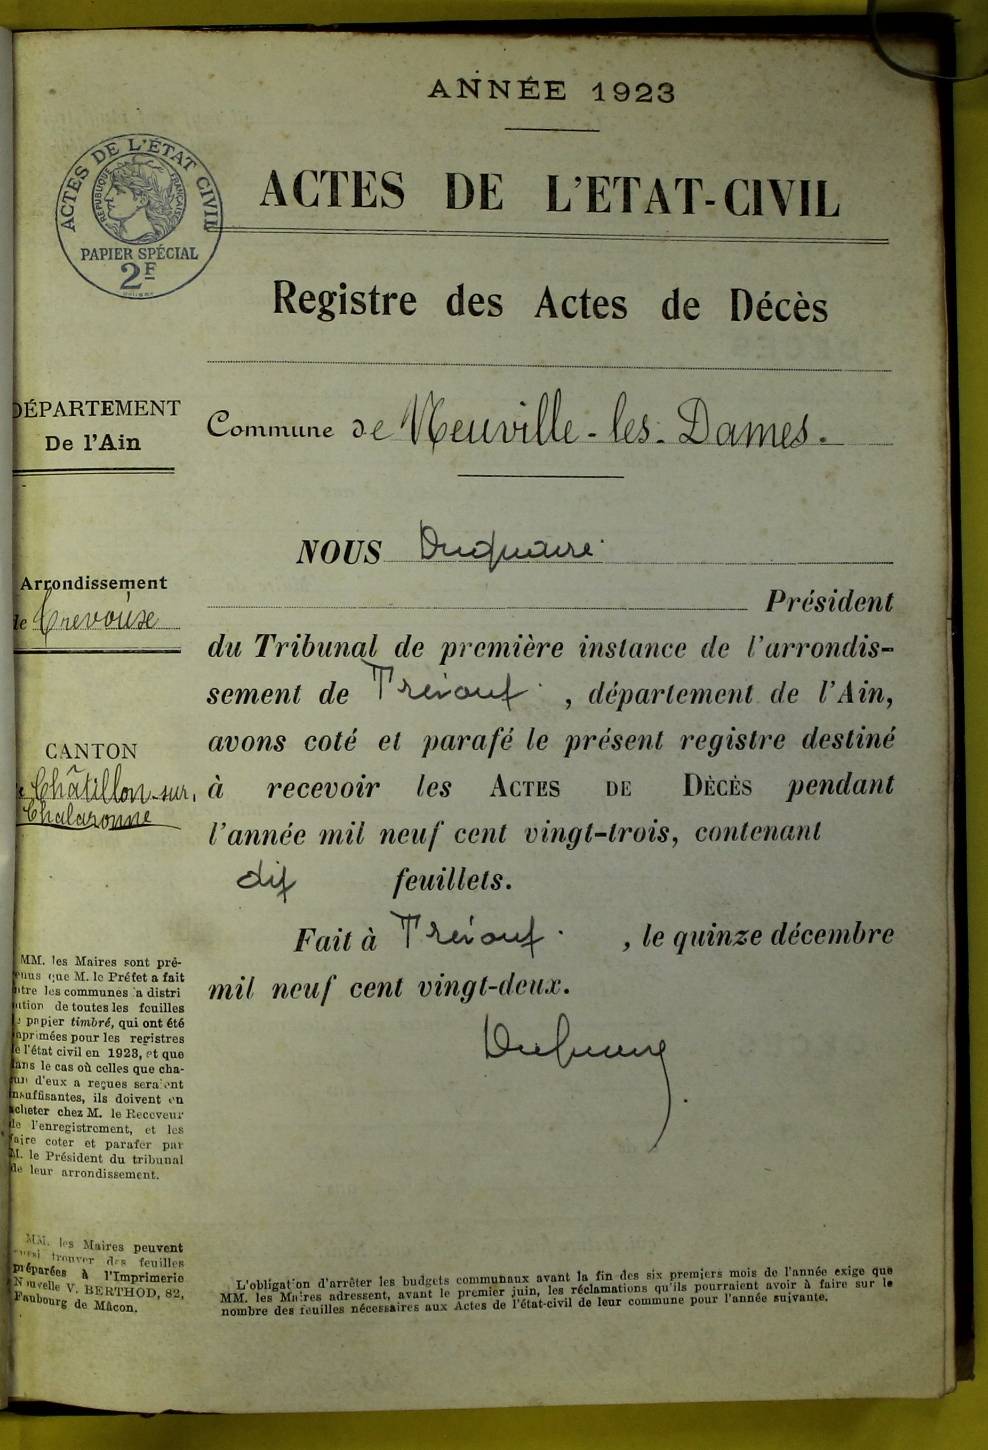 ANNÉE 1923
ACTES DE L'ÉTAT CIVIL
RÉPUBLIQUE FRANÇAISE
PAPIER SPÉCIAL
2F
ACTES DE L'ETAT-CIVIL
Registre des Actes de Décès
DÉPARTEMENT
De l'Ain
Commune de Neuville-les-Dames.
NOUS Duquaire
Arrondissement
de Trévoux
Président
du Tribunal de première instance de l'arrondis-
sement de Trévoux, département de l'Ain,
avons coté et parafé le présent registre destiné
à recevoir les ACTES DE DÉCÈS pendant
l'année mil neuf cent vingt-trois, contenant
dix feuillets.
Fait à Trévoux, le quinze décembre
mil neuf cent vingt-deux.
Duquaire
CANTON
Châtillon-sur-
Chalaronne
MM. les Maires sont pré-
venus que M. le Préfet a fait
entre les communes la distri
bution de toutes les feuilles
papier timbré, qui ont été
imprimées pour les registres
de l'état civil en 1923, et que
dans le cas où celles que cha-
cun d'eux a reçues seraient
insuffisantes, ils doivent en
acheter chez M. le Receveur
de l'enregistrement, et les
faire coter et parafer par
M. le Président du tribunal
de leur arrondissement.
MM. les Maires peuvent
aussi trouver des feuilles
préparées à l'Imprimerie
Nouvelle V. BERTHOD, 82,
Faubourg de Mâcon.
L'obligation d'arrêter les budgets communaux avant la fin des six premiers mois de l'année exige que
MM. les Maires adressent, avant le premier juin, les réclamations qu'ils pourraient avoir à faire sur le
nombre des feuilles nécessaires aux Actes de l'état-civil de leur commune pour l'année suivante.